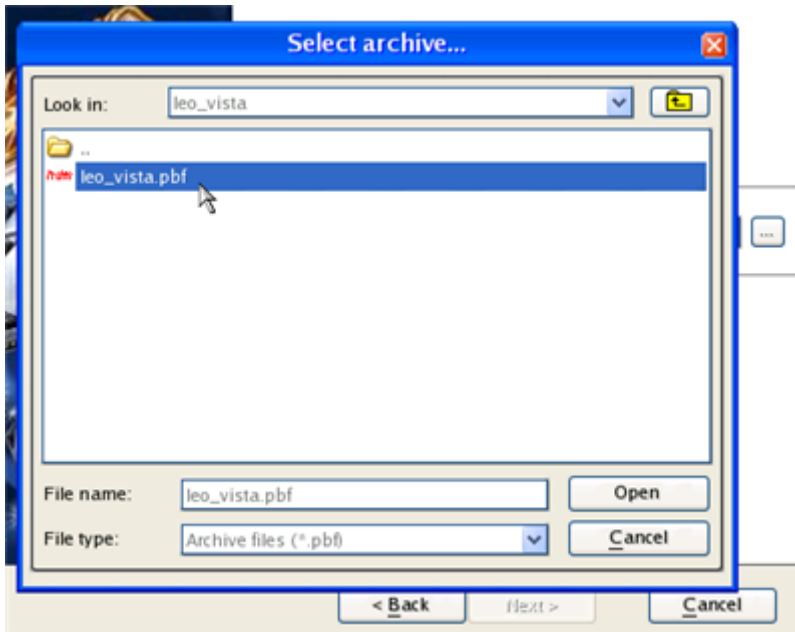 Select archive...
Look in: leo_vista
..
leo_vista.pbf
...
File name: leo_vista.pbf Open
File type: Archive files (*.pbf) Cancel
< Back Next > Cancel